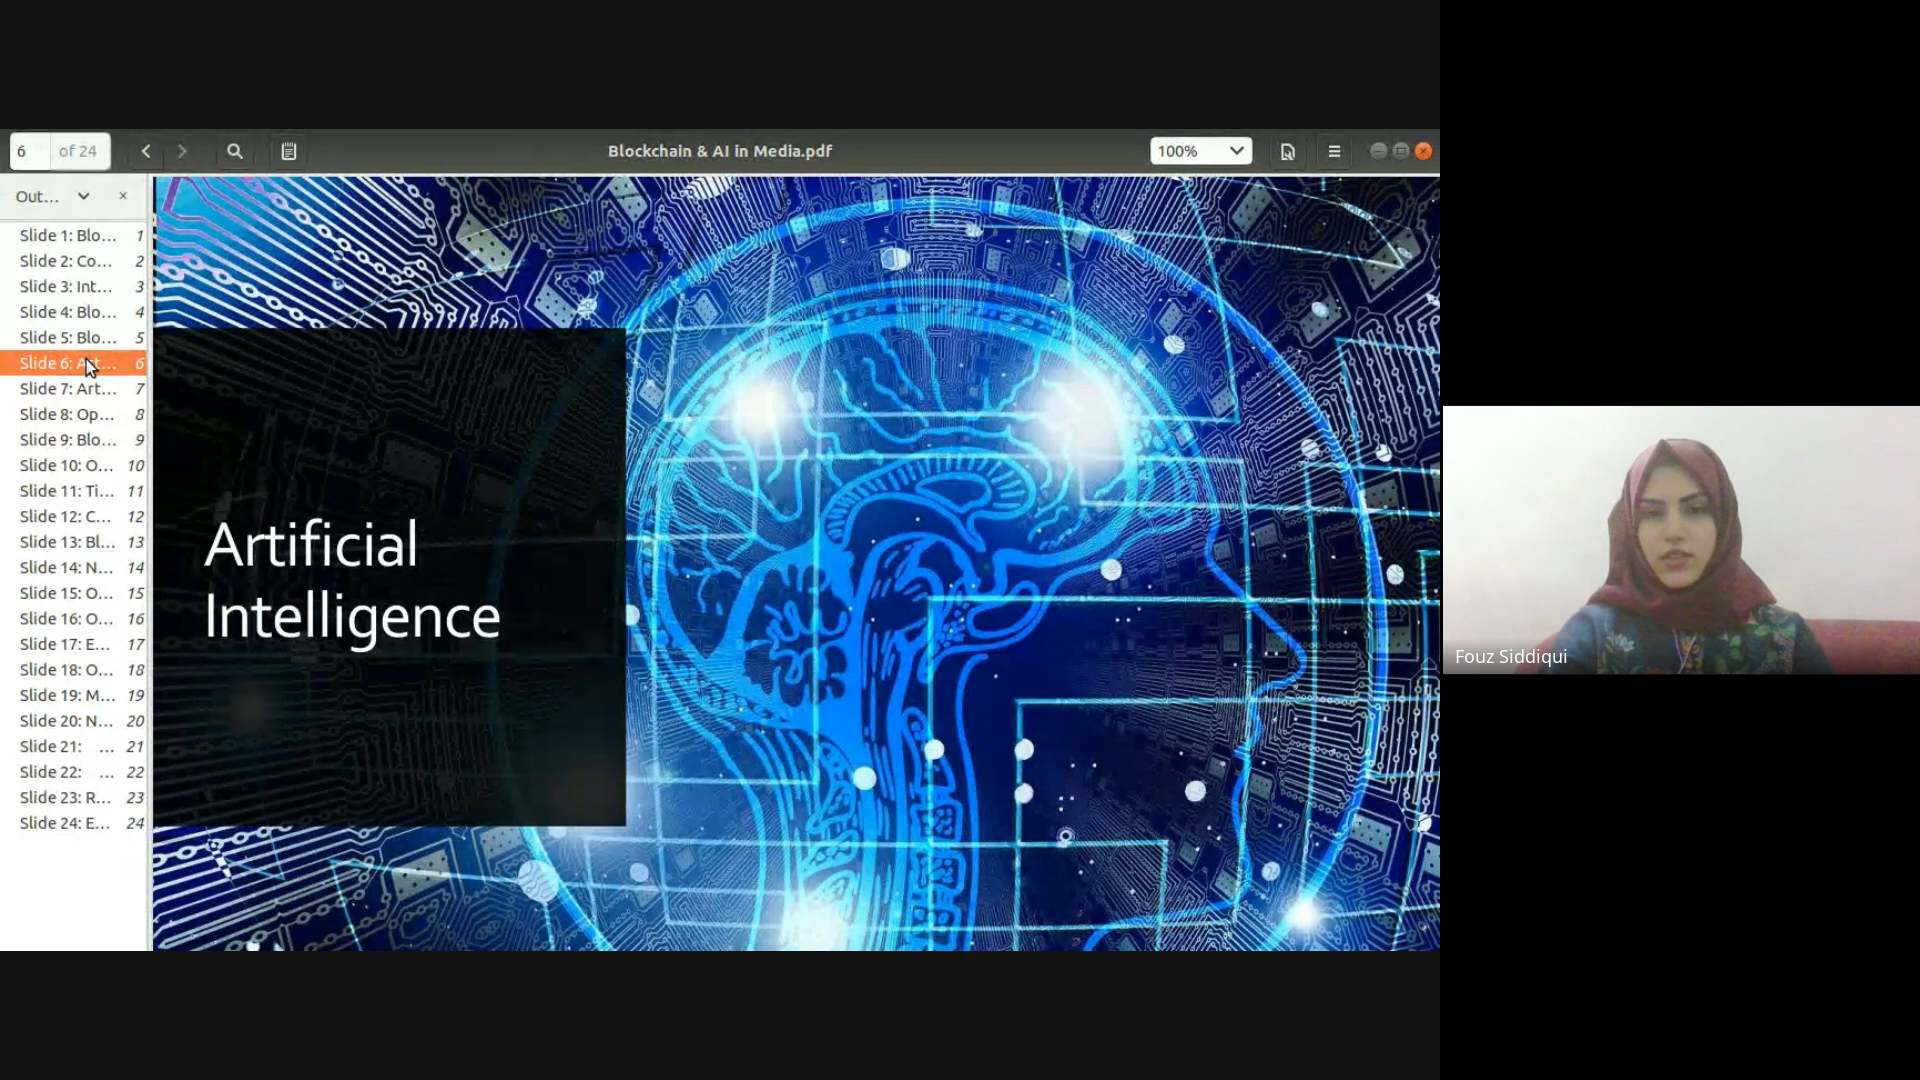 6 of 24
Blockchain & AI in Media.pdf
100%
Out...
Slide 1: Blo... 1
Slide 2: Co... 2
Slide 3: Int... 3
Slide 4: Blo... 4
Slide 5: Blo... 5
Slide 6: Art... 6
Slide 7: Art... 7
Slide 8: Op... 8
Slide 9: Blo... 9
Slide 10: O... 10
Slide 11: Ti... 11
Slide 12: C... 12
Slide 13: Bl... 13
Slide 14: N... 14
Slide 15: O... 15
Slide 16: O... 16
Slide 17: E... 17
Slide 18: O... 18
Slide 19: M... 19
Slide 20: N... 20
Slide 21: ... 21
Slide 22: ... 22
Slide 23: R... 23
Slide 24: E... 24
Artificial
Intelligence
Fouz Siddiqui